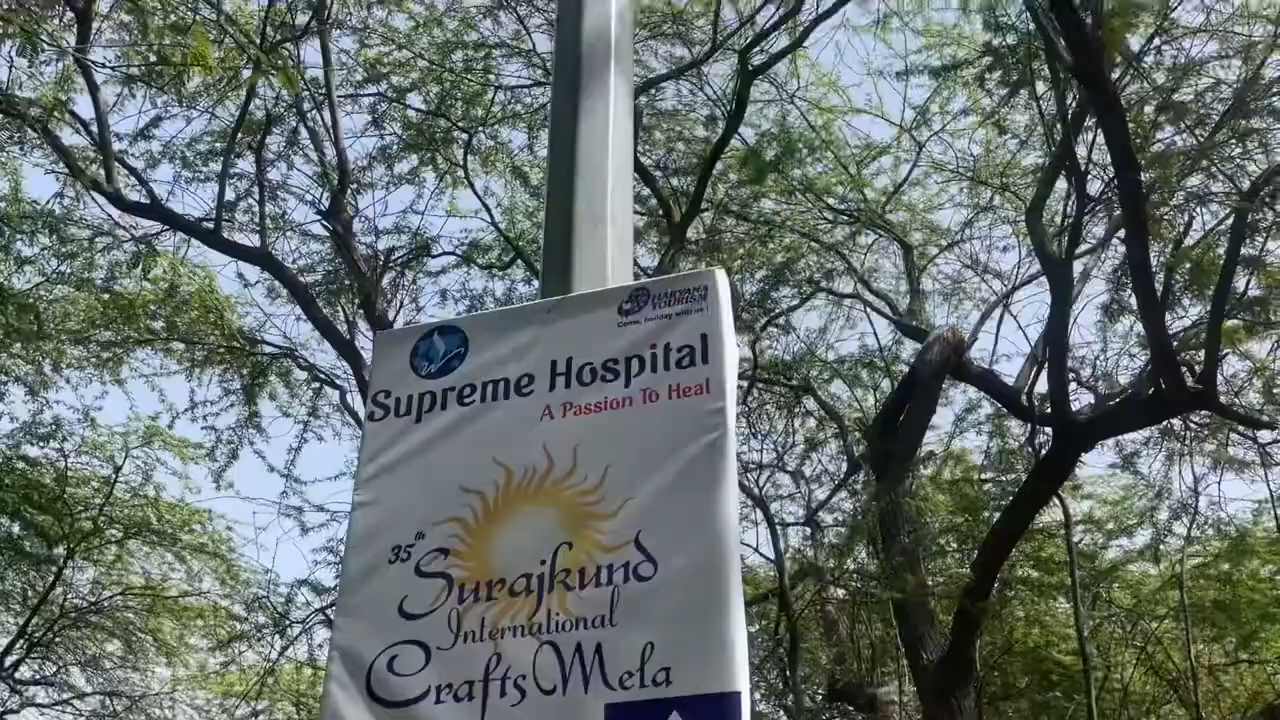 HARYANA
TOURISM
Come, holiday with us!
Supreme Hospital
A Passion To Heal
35th
Surajkund
International
Crafts Mela